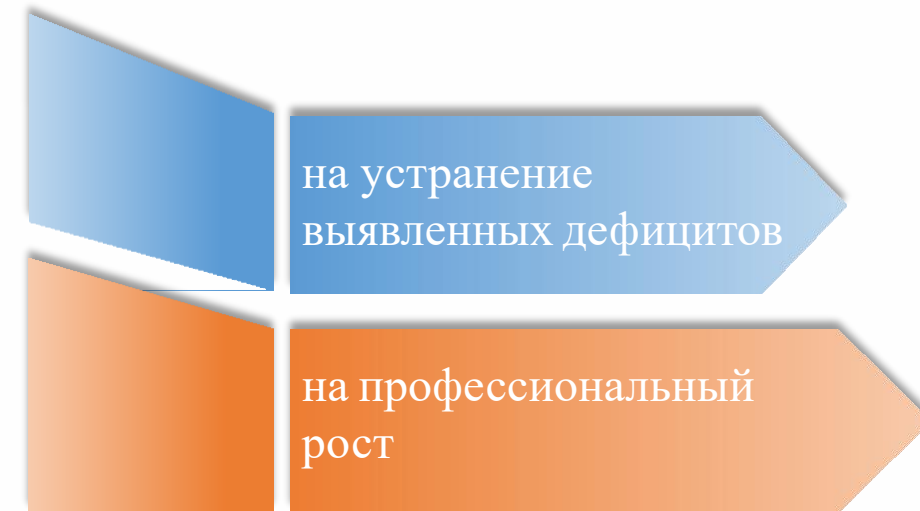 на устранение
выявленных дефицитов
на профессиональный
рост